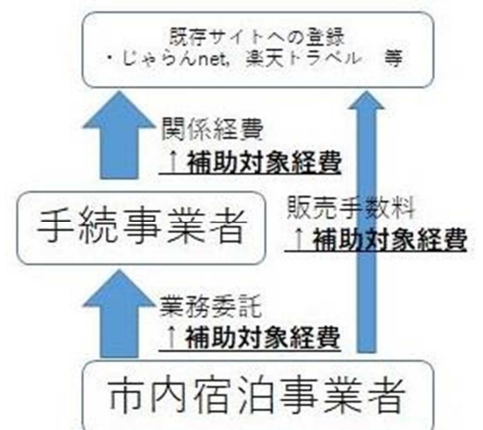 既存サイトへの登録
・じゃらんnet, 楽天トラベル　等
関係経費
↑補助対象経費
手続事業者
販売手数料
↑補助対象経費
業務委託
↑補助対象経費
市内宿泊事業者